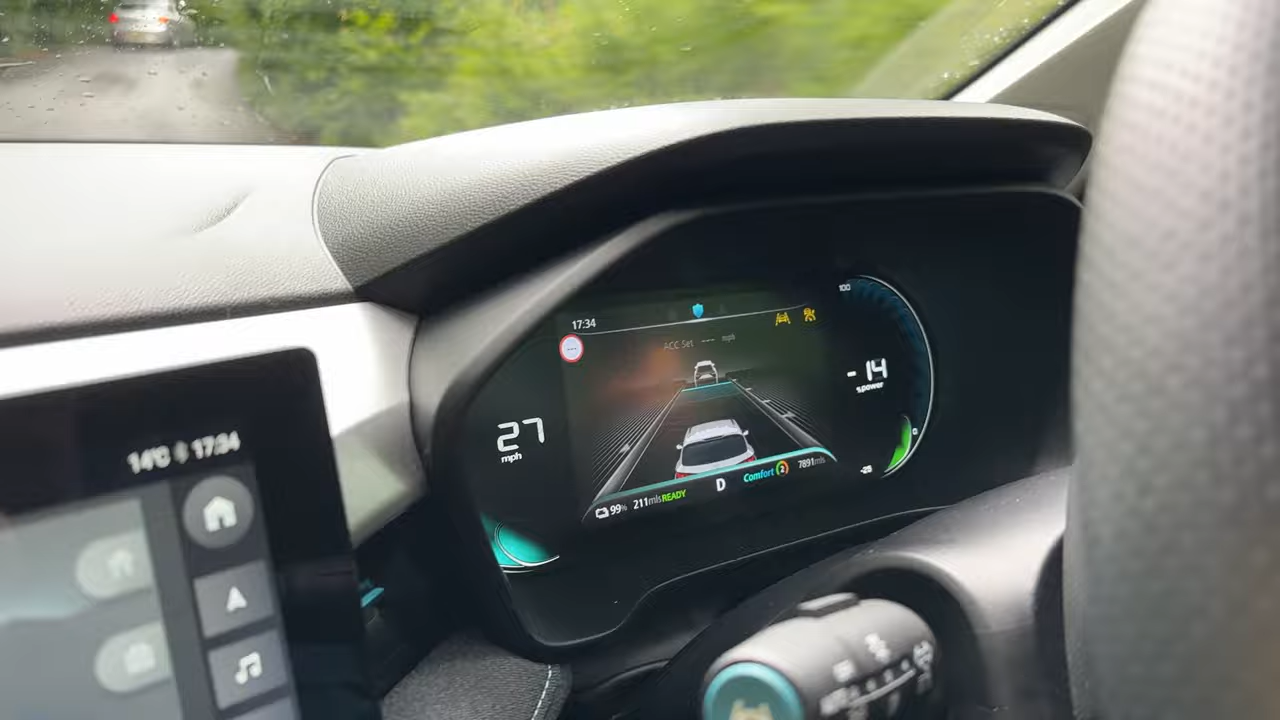 17:34
100
ACC Set --- mph
---
27
mph
- 14
%power
0
-25
99% 211mls READY
D
Comfort 2 7891mls
14°C 17:34